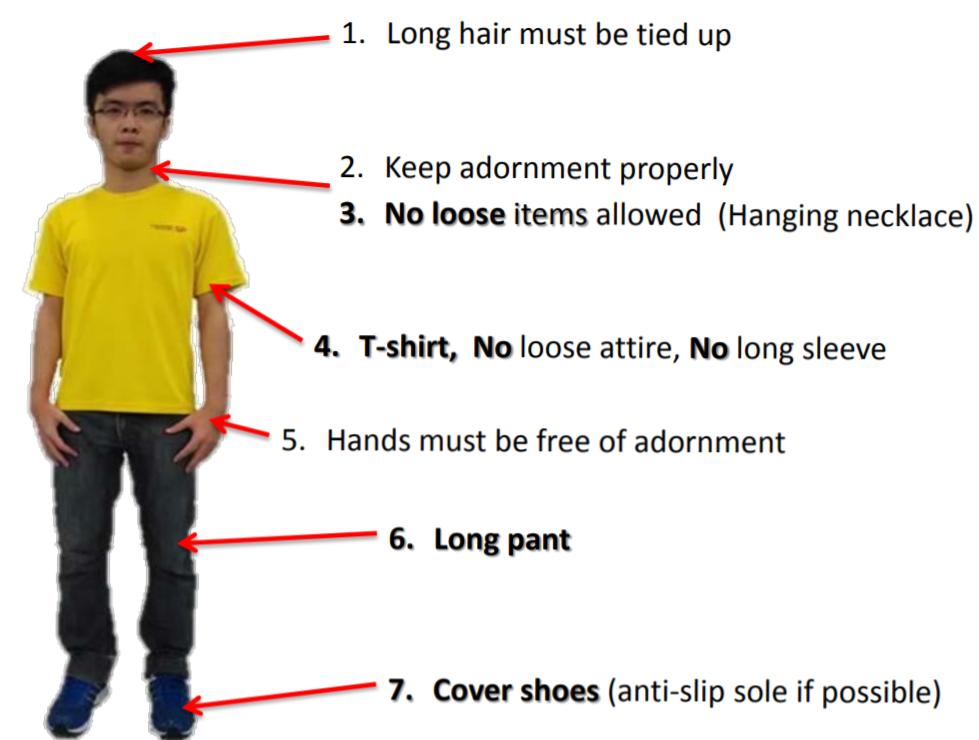 1. Long hair must be tied up
2. Keep adornment properly
3. No loose items allowed (Hanging necklace)
4. T-shirt, No loose attire, No long sleeve
5. Hands must be free of adornment
6. Long pant
7. Cover shoes (anti-slip sole if possible)